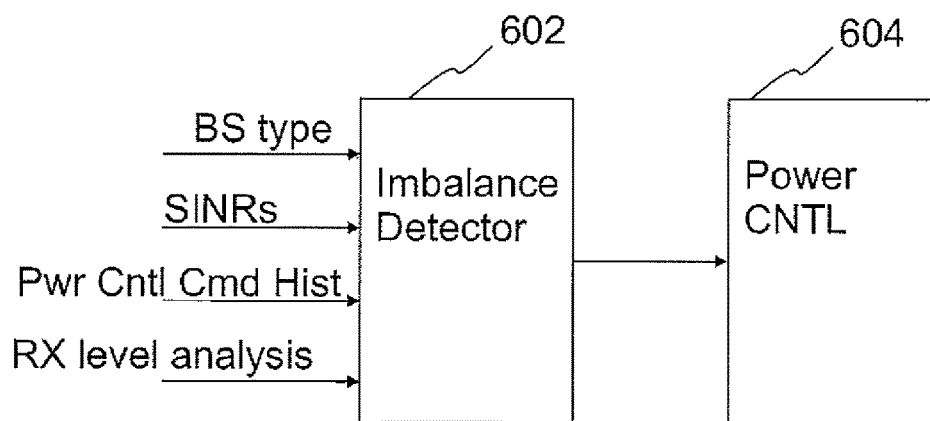 602
604
BS type
SINRs
Pwr Cntl Cmd Hist
RX level analysis
Imbalance
Detector
Power
CNTL